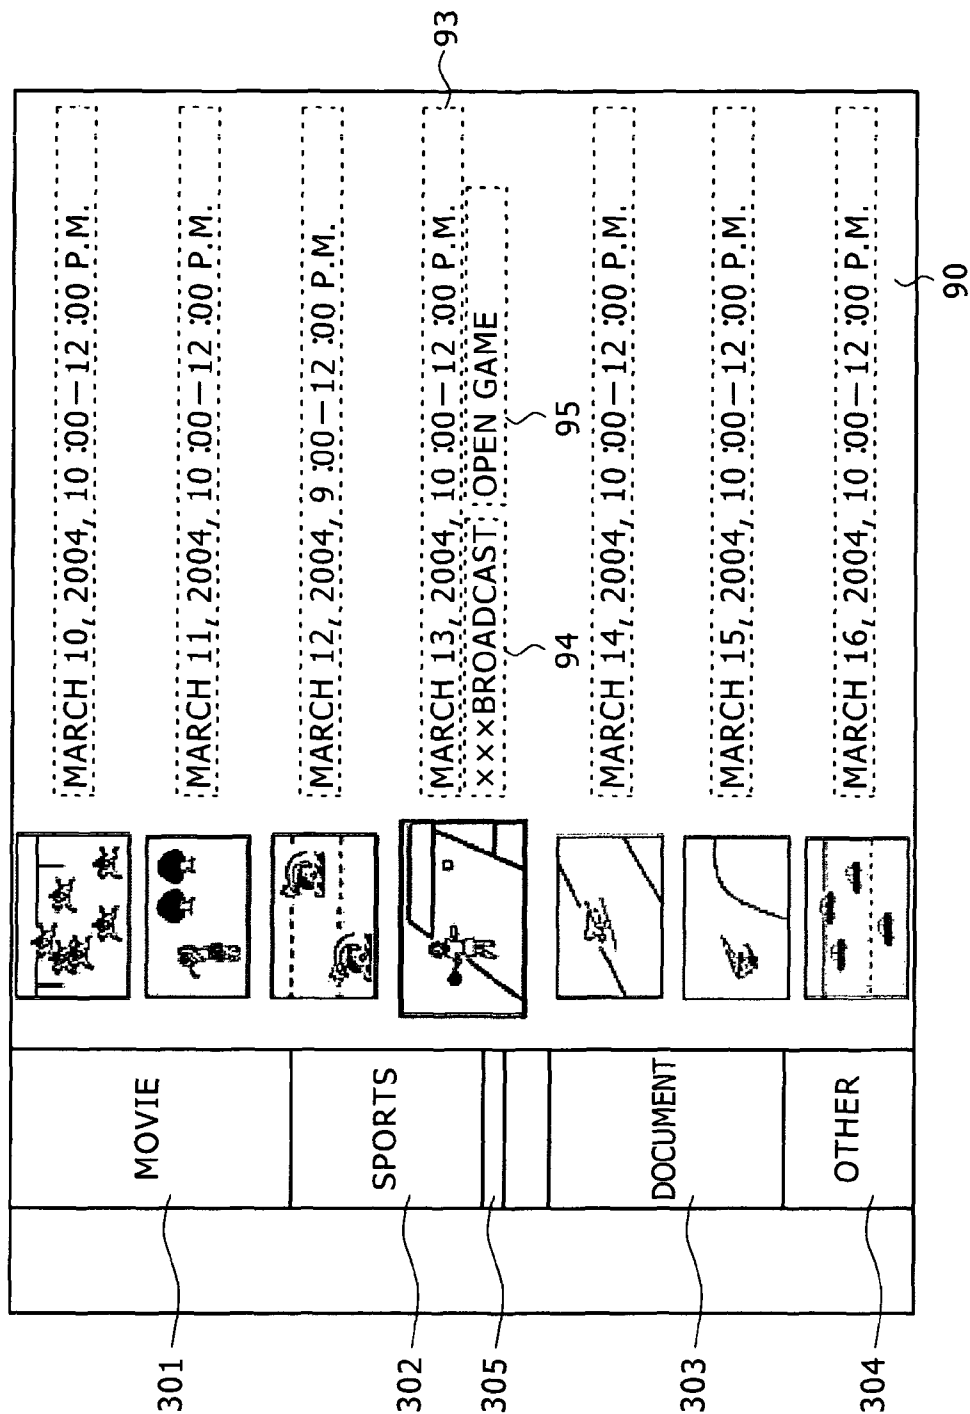 93
MARCH 10, 2004, 10 :00–12 :00 P.M.
MARCH 11, 2004, 10 :00–12 :00 P.M.
MARCH 12, 2004, 9 :00–12 :00 P.M.
MARCH 13, 2004, 10 :00–12 :00 P.M.
×××BROADCAST OPEN GAME
94
95
MARCH 14, 2004, 10 :00–12 :00 P.M.
MARCH 15, 2004, 10 :00–12 :00 P.M.
MARCH 16, 2004, 10 :00–12 :00 P.M.
90
MOVIE
SPORTS
DOCUMENT
OTHER
301
302
305
303
304